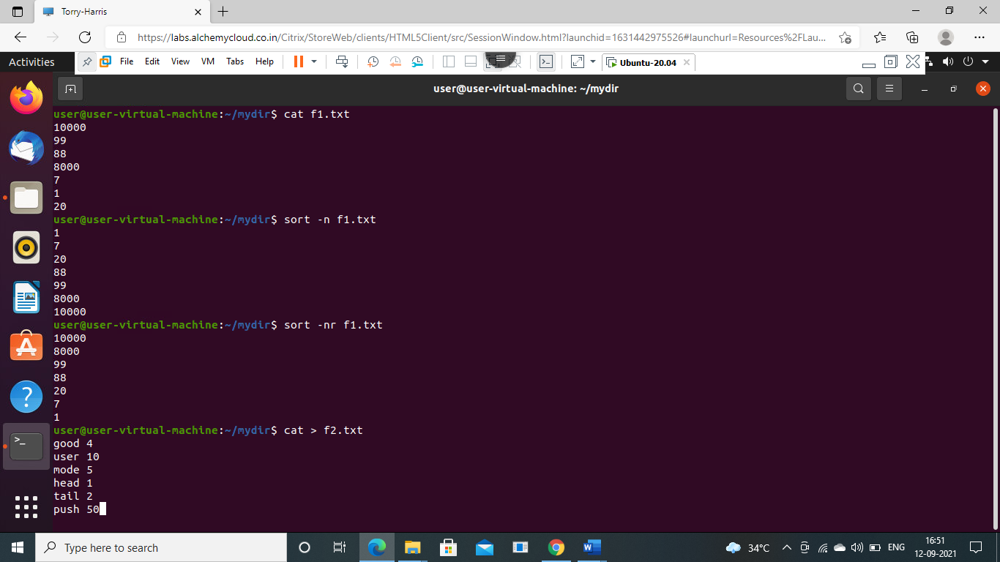 Torry-Harris
https://labs.alchemycloud.co.in/Citrix/StoreWeb/clients/HTML5Client/src/SessionWindow.html?launchid=1631442975526#launchurl=Resources%2FLau...
Activities
File Edit View VM Tabs Help
Ubuntu-20.04
user@user-virtual-machine: ~/mydir
user@user-virtual-machine:~/mydir$ cat f1.txt
10000
99
88
8000
7
1
20
user@user-virtual-machine:~/mydir$ sort -n f1.txt
1
7
20
88
99
8000
10000
user@user-virtual-machine:~/mydir$ sort -nr f1.txt
10000
8000
99
88
20
7
1
user@user-virtual-machine:~/mydir$ cat > f2.txt
good 4
user 10
mode 5
head 1
tail 2
push 50
Type here to search
34°C
ENG
16:51
12-09-2021